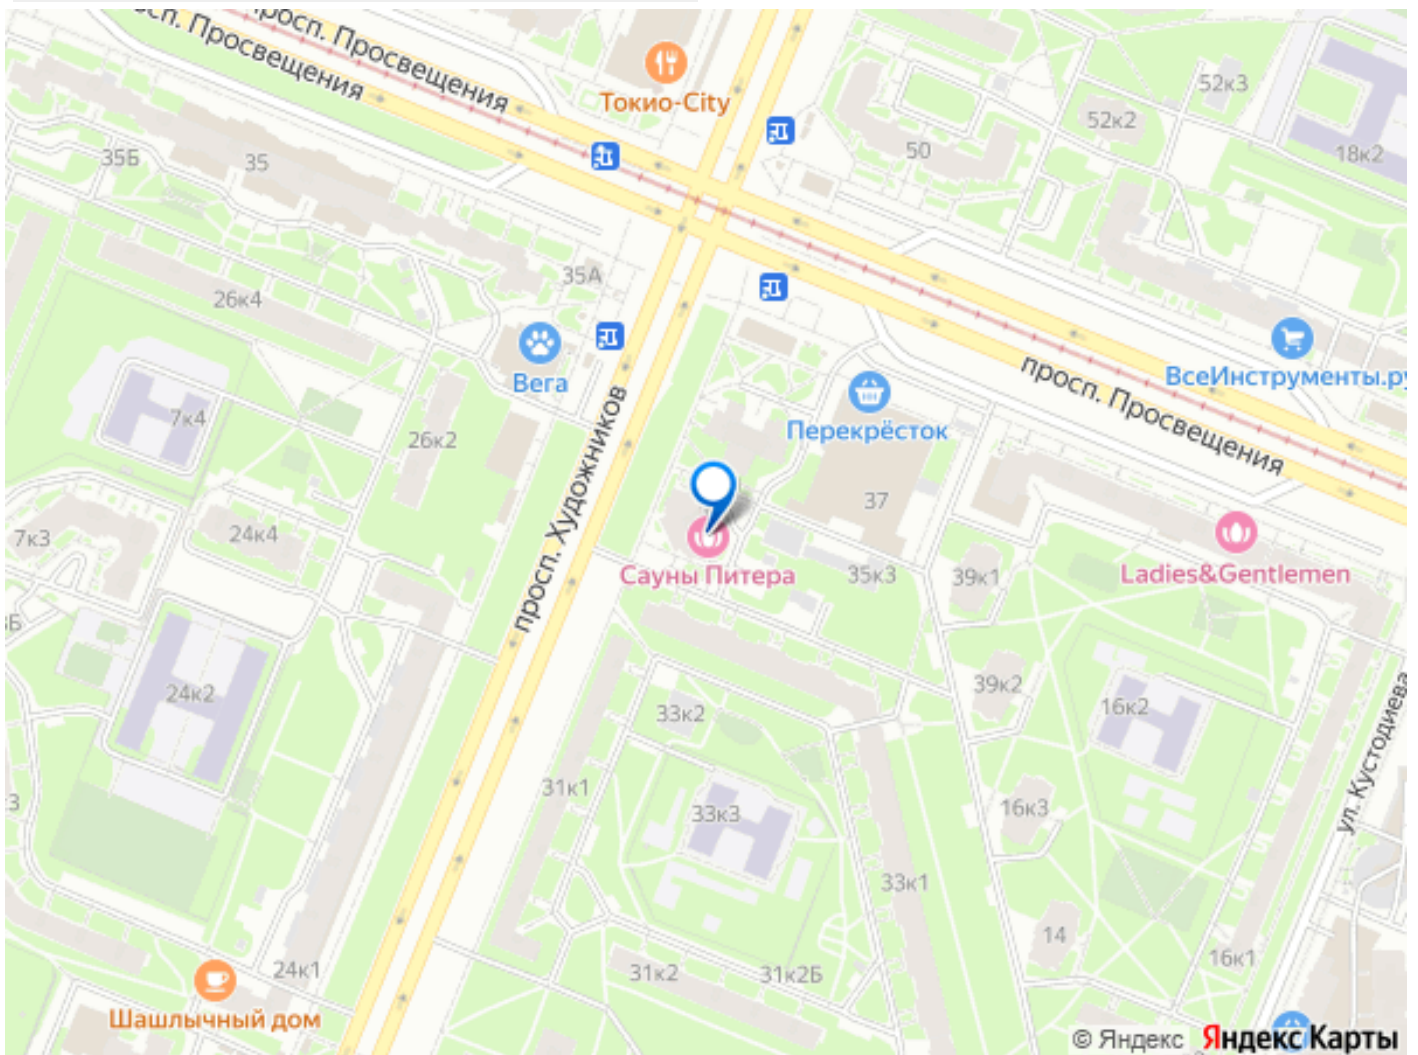 просп. Просвещения
просп. Просвещения
Токио-City
52к3
52к2
50
18к2
35Б
35
35А
26к4
Вега
ВсеИнструменты.ру
просп. Просвещения
Перекрёсток
7к4
26к2
просп. Художников
37
7к3
24к4
Сауны Питера
35к3
39к1
Ladies&Gentlemen
24к2
33к2
39к2
16к2
ул. Кустодиева
31к1
33к3
16к3
33к1
14
24к1
31к2
31к2Б
16к1
Шашлычный дом
© Яндекс Яндекс Карты